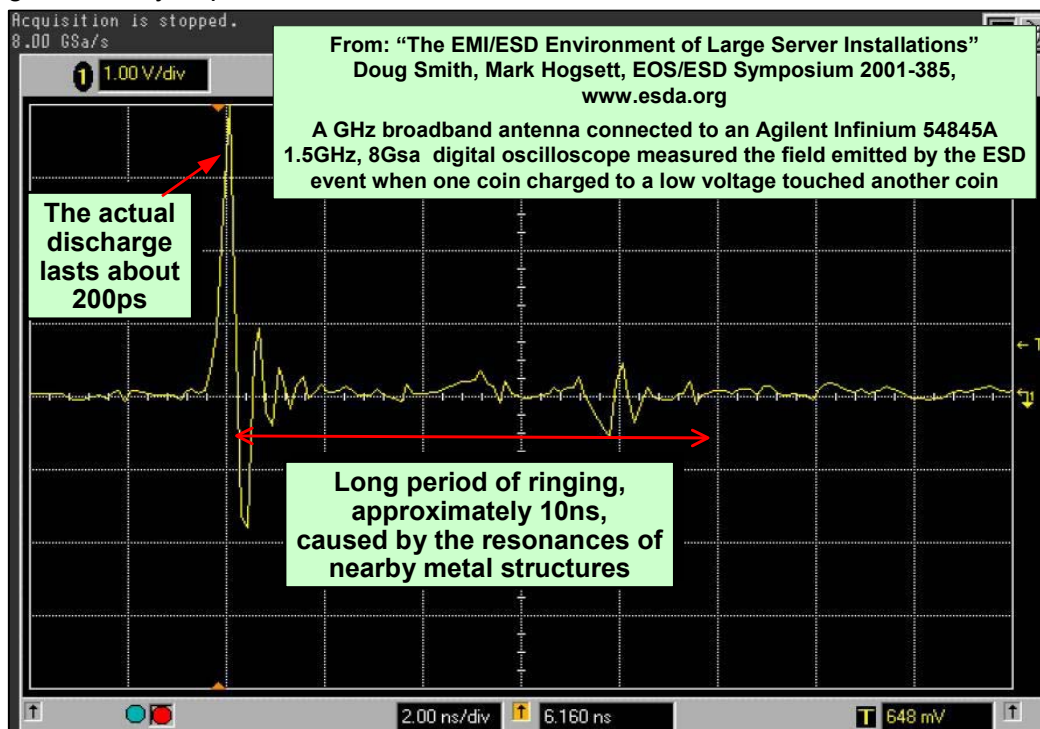 Acquisition is stopped.
8.00 GSa/s
1 1.00 V/div
From: “The EMI/ESD Environment of Large Server Installations”
Doug Smith, Mark Hogsett, EOS/ESD Symposium 2001-385,
www.esda.org
A GHz broadband antenna connected to an Agilent Infinium 54845A
1.5GHz, 8Gsa digital oscilloscope measured the field emitted by the ESD
event when one coin charged to a low voltage touched another coin
The actual
discharge
lasts about
200ps
T
1
Long period of ringing,
approximately 10ns,
caused by the resonances of
nearby metal structures
2.00 ns/div T 6.160 ns T 648 mV